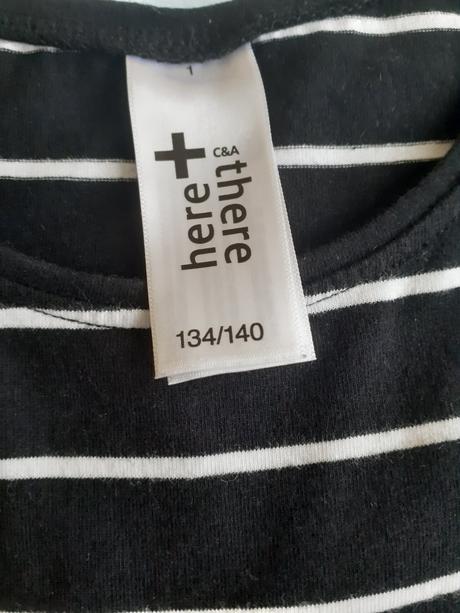 1
C&A
here + there
134/140